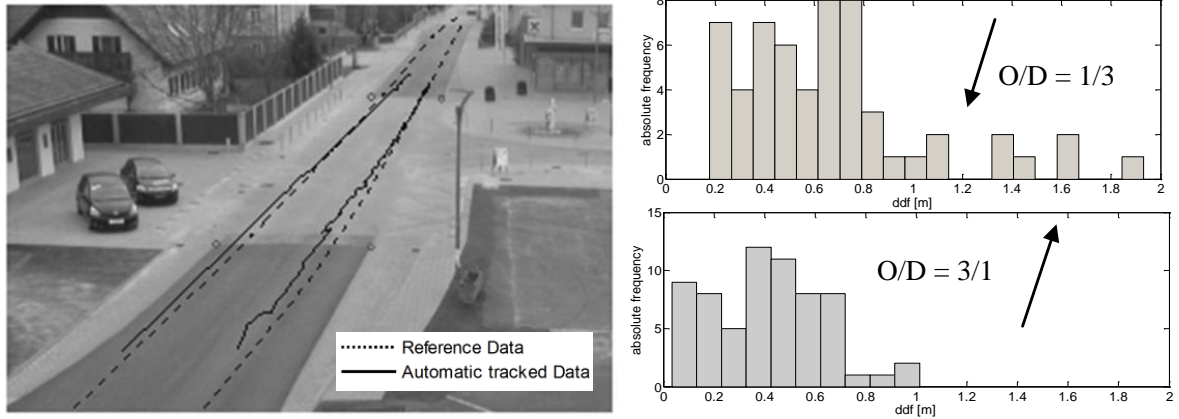 Reference Data
Automatic tracked Data
8
6
4
2
0
absolute frequency
O/D = 1/3
0 0.2 0.4 0.6 0.8 1 1.2 1.4 1.6 1.8 2
ddf [m]
15
10
5
0
absolute frequency
O/D = 3/1
0 0.2 0.4 0.6 0.8 1 1.2 1.4 1.6 1.8 2
ddf [m]